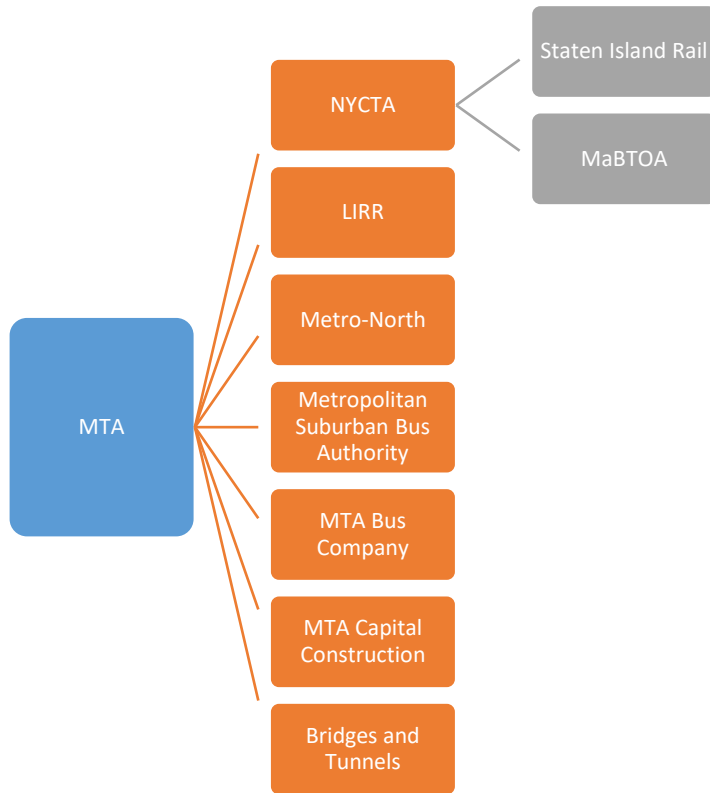 Staten Island Rail
NYCTA
MaBTOA
LIRR
Metro-North
MTA
Metropolitan
Suburban Bus
Authority
MTA Bus
Company
MTA Capital
Construction
Bridges and
Tunnels